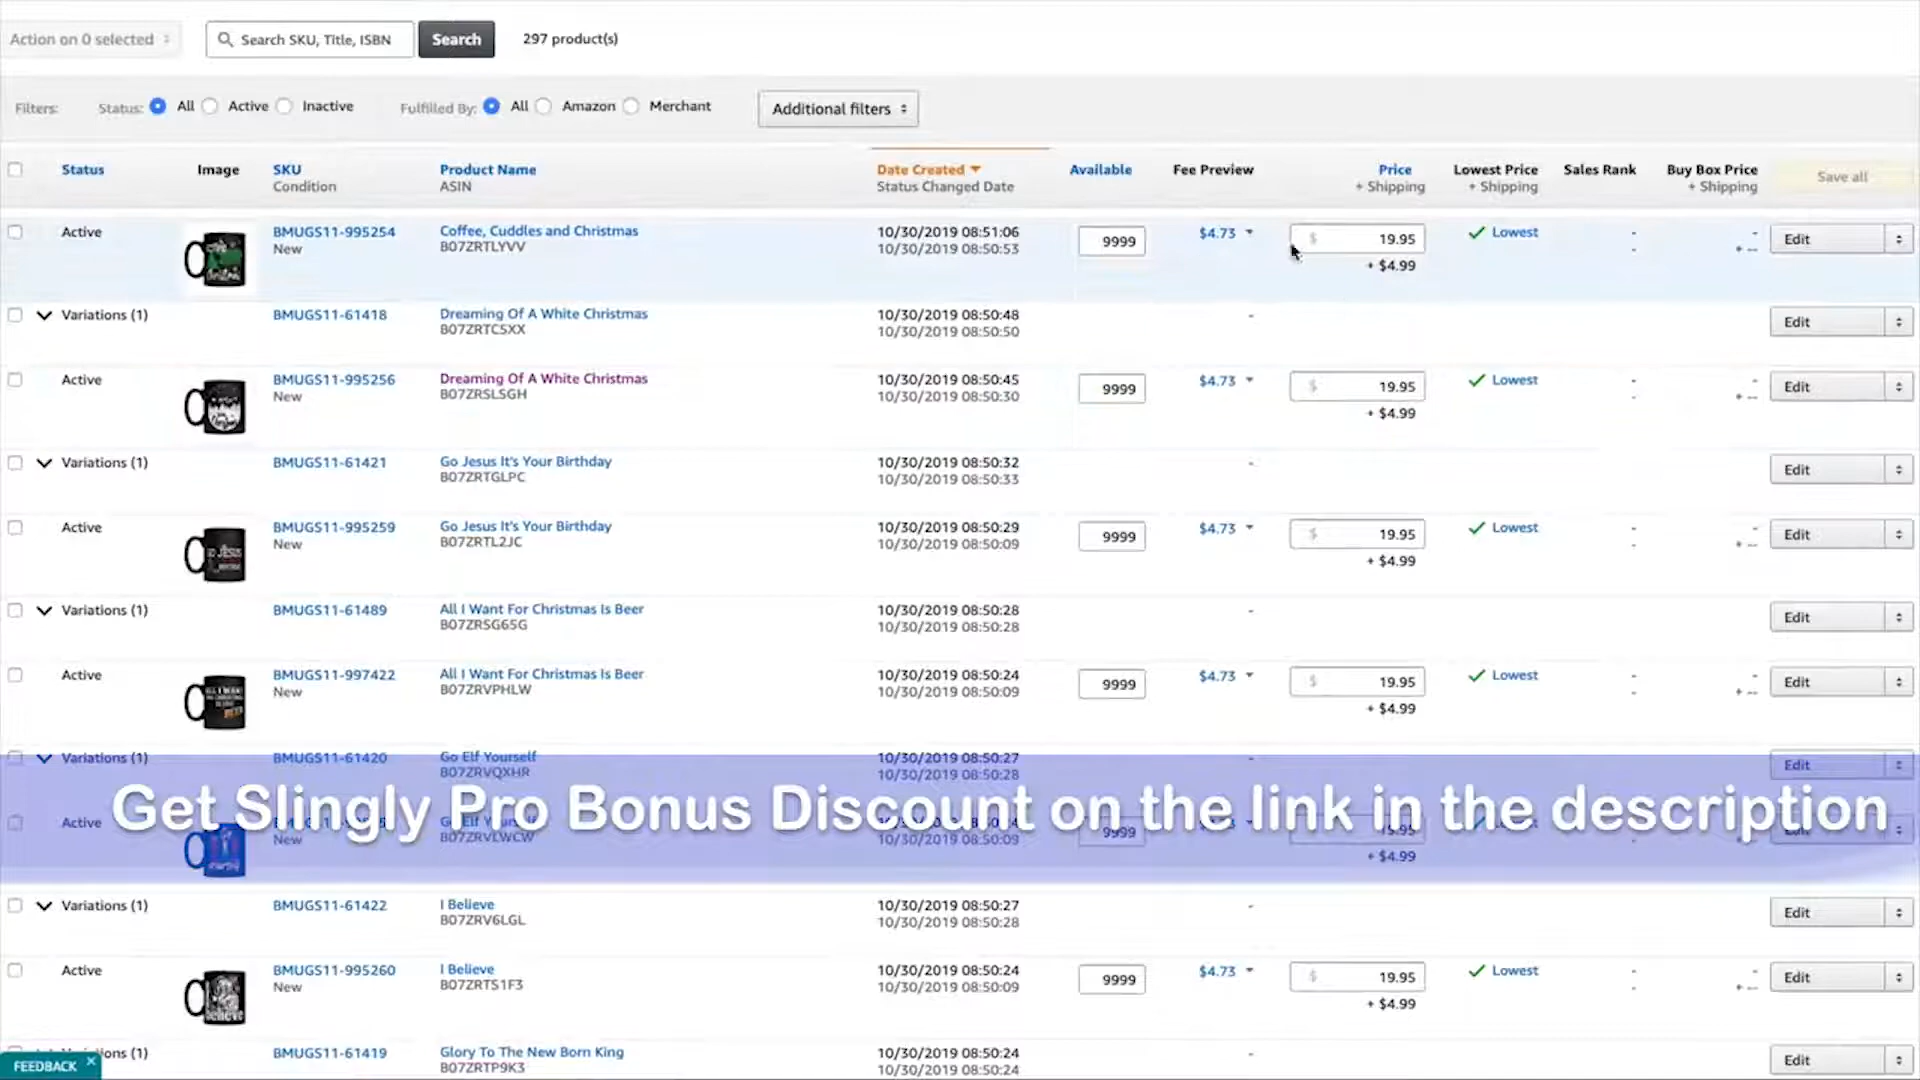 Action on 0 selected
Search SKU, Title, ISBN
Search
297 product(s)
Filters: Status: All Active Inactive Fulfilled By: All Amazon Merchant Additional filters
Status Image SKU Product Name Date Created Available Fee Preview Price Lowest Price Sales Rank Buy Box Price Save all
Condition ASIN Status Changed Date + Shipping + Shipping + Shipping
Active BMUGS11-995254 Coffee, Cuddles and Christmas 10/30/2019 08:51:06 9999 $4.73 $ 19.95 Lowest - - Edit
New B07ZRTLYVV 10/30/2019 08:50:53 + $4.99 - + --
Variations (1) BMUGS11-61418 Dreaming Of A White Christmas 10/30/2019 08:50:48 - Edit
B07ZRTCSXX 10/30/2019 08:50:50
Active BMUGS11-995256 Dreaming Of A White Christmas 10/30/2019 08:50:45 9999 $4.73 $ 19.95 Lowest - - Edit
New B07ZRSLSGH 10/30/2019 08:50:30 + $4.99 - + --
Variations (1) BMUGS11-61421 Go Jesus It's Your Birthday 10/30/2019 08:50:32 - Edit
B07ZRTGLPC 10/30/2019 08:50:33
Active BMUGS11-995259 Go Jesus It's Your Birthday 10/30/2019 08:50:29 9999 $4.73 $ 19.95 Lowest - - Edit
New B07ZRTL2JC 10/30/2019 08:50:09 + $4.99 - + --
Variations (1) BMUGS11-61489 All I Want For Christmas Is Beer 10/30/2019 08:50:28 - Edit
B07ZRSG65G 10/30/2019 08:50:28
Active BMUGS11-997422 All I Want For Christmas Is Beer 10/30/2019 08:50:24 9999 $4.73 $ 19.95 Lowest - - Edit
New B07ZRVPHLW 10/30/2019 08:50:09 + $4.99 - + --
Variations (1) BMUGS11-61420 Go Elf Yourself 10/30/2019 08:50:27 - Edit
B07ZRVQXHR 10/30/2019 08:50:28
Get Slingly Pro Bonus Discount on the link in the description
Active 9999
New B07ZRVLWCW 10/30/2019 08:50:09 + $4.99
Variations (1) BMUGS11-61422 I Believe 10/30/2019 08:50:27 - Edit
B07ZRV6LGL 10/30/2019 08:50:28
Active BMUGS11-995260 I Believe 10/30/2019 08:50:24 9999 $4.73 $ 19.95 Lowest - - Edit
New B07ZRTS1F3 10/30/2019 08:50:09 + $4.99 - + --
BMUGS11-61419 Glory To The New Born King 10/30/2019 08:50:24 - Edit
B07ZRTP9K3 10/30/2019 08:50:24
FEEDBACK